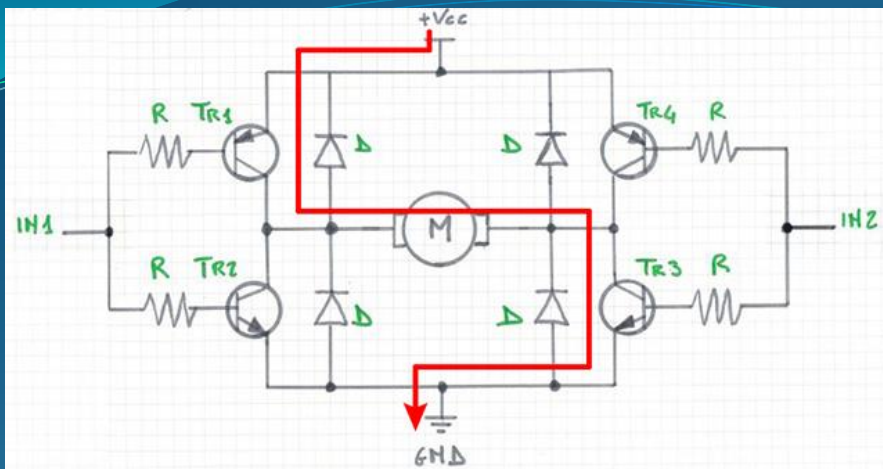 +Vcc
R TR1
D
D
TR4 R
IN1
M
IN2
R TR2
D
D
TR3 R
GND